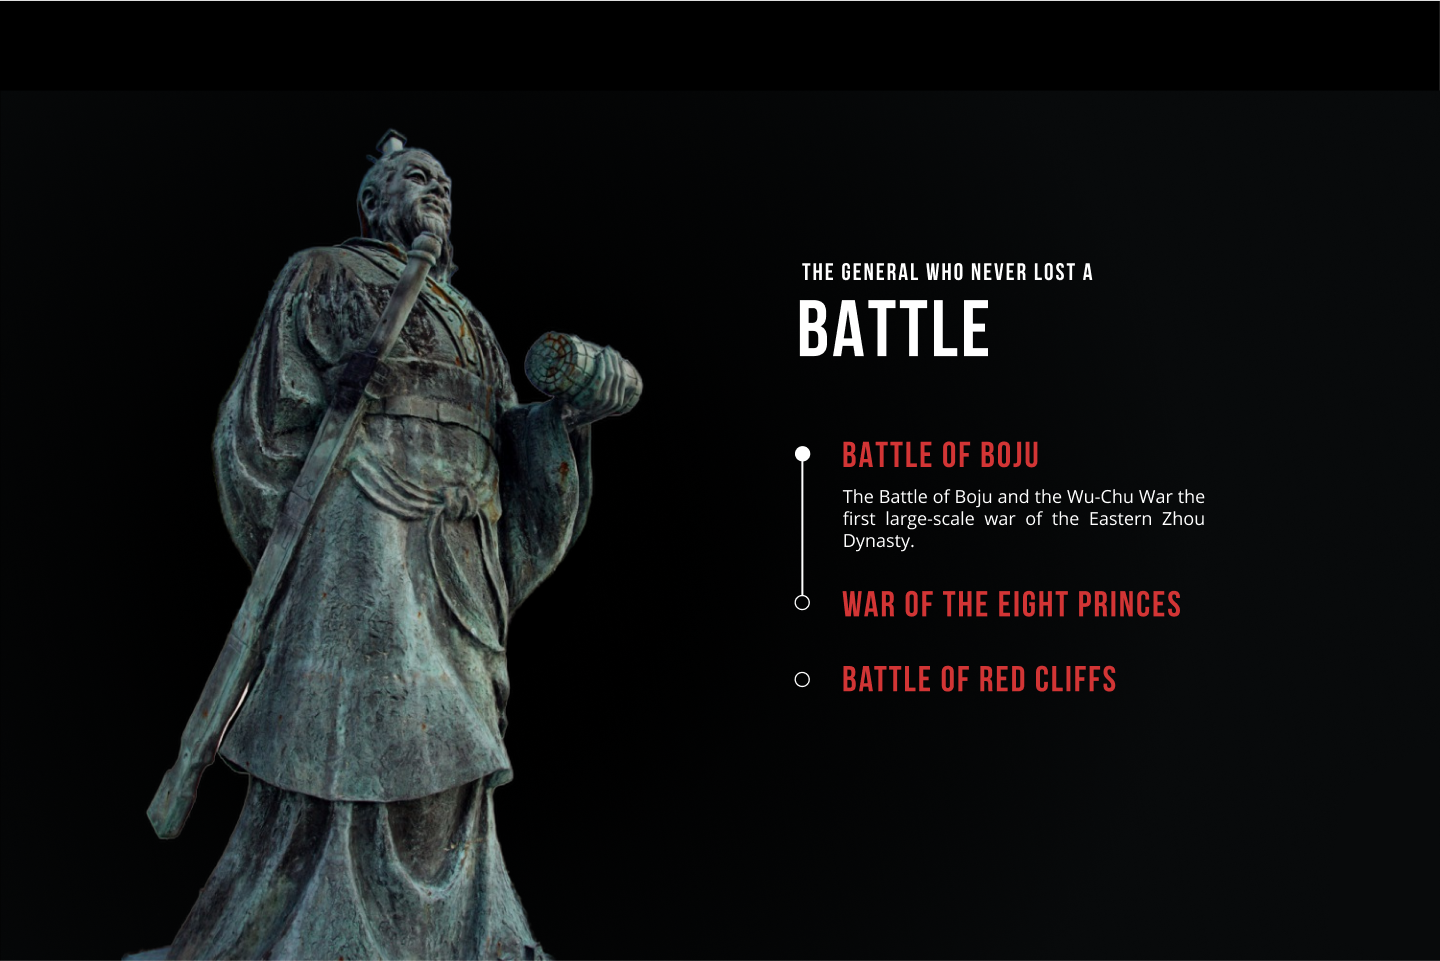 THE GENERAL WHO NEVER LOST A
BATTLE
BATTLE OF BOJU
The Battle of Boju and the Wu-Chu War the
first large-scale war of the Eastern Zhou
Dynasty.
WAR OF THE EIGHT PRINCES
BATTLE OF RED CLIFFS